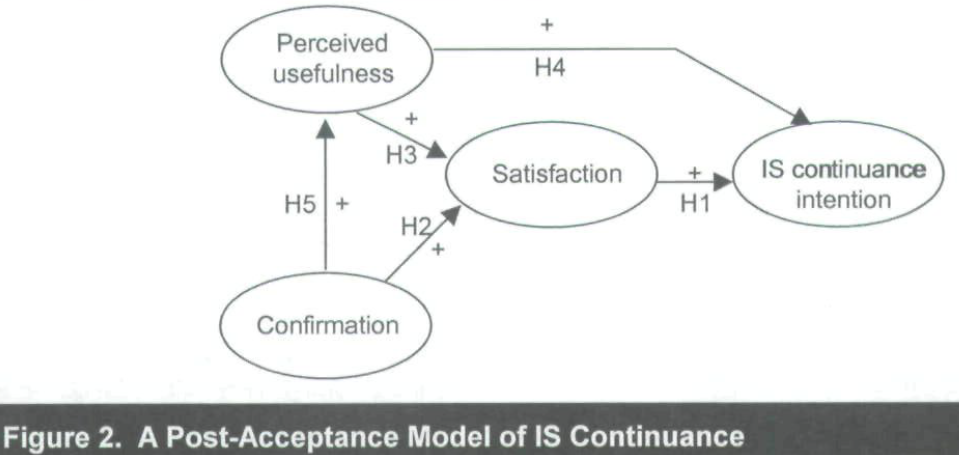 Perceived
usefulness
+
H4
+
H3
Satisfaction
+
H1
IS continuance
intention
H5 +
H2
+
Confirmation
Figure 2. A Post-Acceptance Model of IS Continuance